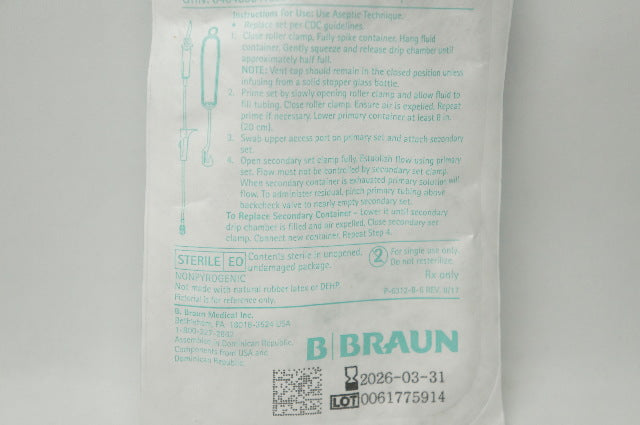 Instructions For Use: Use Aseptic Technique.
• Replace set per CDC guidelines.
1. Close roller clamp. Fully spike container. Hang fluid
container. Gently squeeze and release drip chamber until
approximately half full.
NOTE: Vent cap should remain in the closed position unless
infusing from a solid stopper glass bottle.
2. Prime set by slowly opening roller clamp and allow fluid to
fill tubing. Close roller clamp. Ensure air is expelled. Repeat
prime if necessary. Lower primary container at least 8 in.
(20 cm).
3. Swab upper access port on primary set and attach secondary
set.
4. Open secondary set clamp fully. Establish flow using primary
set. Flow must not be controlled by secondary set clamp.
When secondary container is exhausted primary solution will
flow. To administer residual, pinch primary tubing above
backcheck valve to nearly empty secondary set.
To Replace Secondary Container - Lower it until secondary
drip chamber is filled and air expelled. Close secondary set
clamp. Connect new container. Repeat Step 4.
STERILE EO Contents sterile in unopened,
undamaged package.
2 For single use only.
Do not resterilize.
NONPYROGENIC
Rx only
Not made with natural rubber latex or DEHP.
Pictorial is for reference only.
B. Braun Medical Inc.
Bethlehem, PA 18018-3524 USA
1-800-227-2862
Assembled in Dominican Republic.
Components from USA and
Dominican Republic.
B | BRAUN
2026-03-31
LOT 0061775914